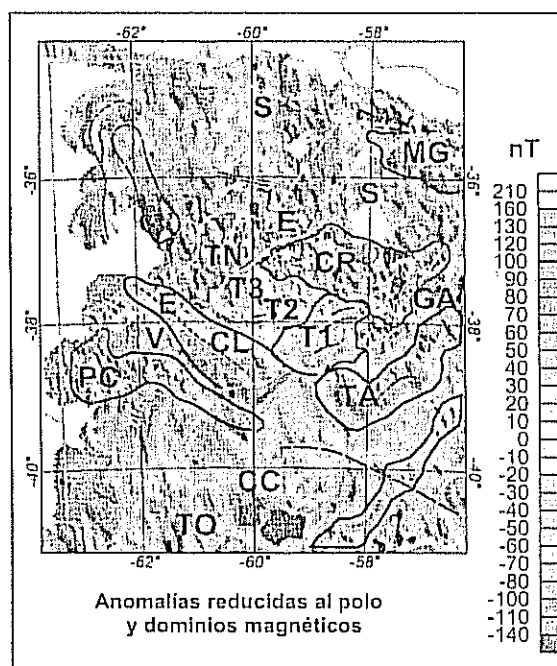 -62° -60° -58°
nT
S
MG
-36° -36°
S
E
TN CR
T3 GA
E T2
-38° V CL T1 -38°
PC TA
-40° CC -40°
TO
-62° -60° -58°
210
160
130
120
100
90
80
70
60
50
40
30
20
10
0
-10
-20
-30
-40
-50
-60
-70
-80
-100
-110
-140
Anomalías reducidas al polo
y dominios magnéticos